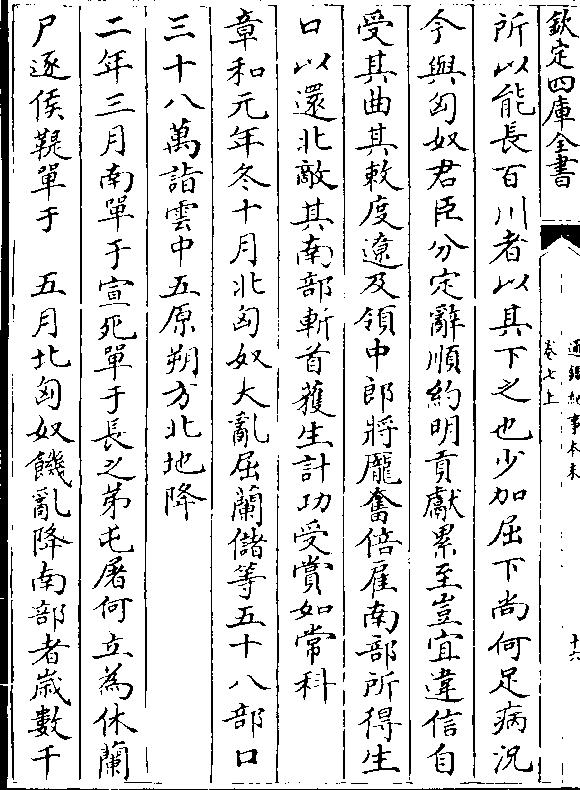 欽定四庫全書
通鑑紀事本末
卷七上
十六
所以能長百川者以其下之也少加屈下尚何足病況
今與匈奴君臣分定辭順約明貢獻累至豈宜違信自
受其曲其敕度遼及領中郎將龐奮倍雇南部所得生
口以還北敵其南部斬首獲生計功受賞如常科
章和元年冬十月北匈奴大亂屈蘭儲等五十八部口
三十八萬詣雲中五原朔方北地降
二年三月南單于宣死單于長之弟屯屠何立為休蘭
尸逐侯鞮單于 五月北匈奴饑亂降南部者歲數千